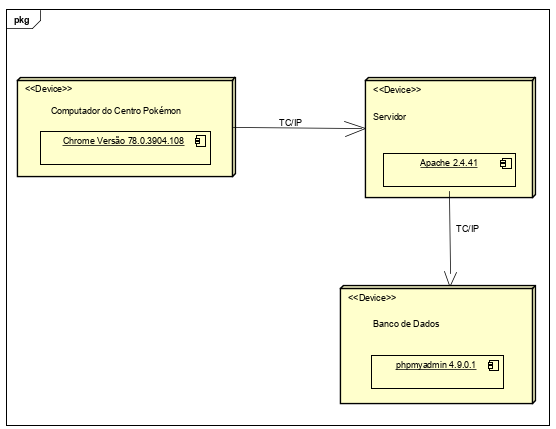 pkg
<<Device>>
Computador do Centro Pokémon
Chrome Versão 78.0.3904.108
TC/IP
<<Device>>
Servidor
Apache 2.4.41
TC/IP
<<Device>>
Banco de Dados
phpmyadmin 4.9.0.1